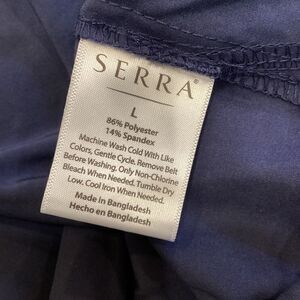 SERRA®
L
86% Polyester
14% Spandex
Machine Wash Cold With Like
Colors, Gentle Cycle. Remove Belt
Before Washing, Only Non-Chlorine
Bleach When Needed. Tumble Dry
Low. Cool Iron When Needed.
Made in Bangladesh
Hecho en Bangladesh